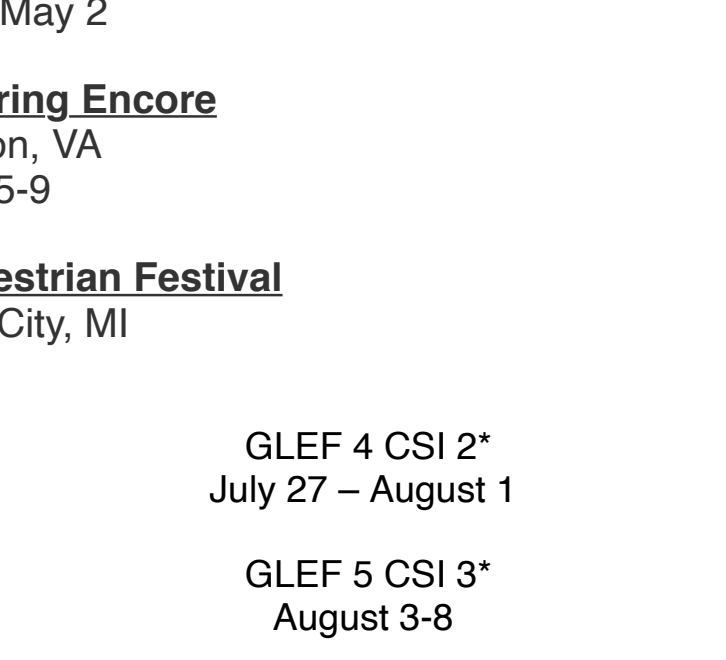 May 2
ring Encore
on, VA
5-9
estrian Festival
City, MI
GLEF 4 CSI 2*
July 27 – August 1
GLEF 5 CSI 3*
August 3-8